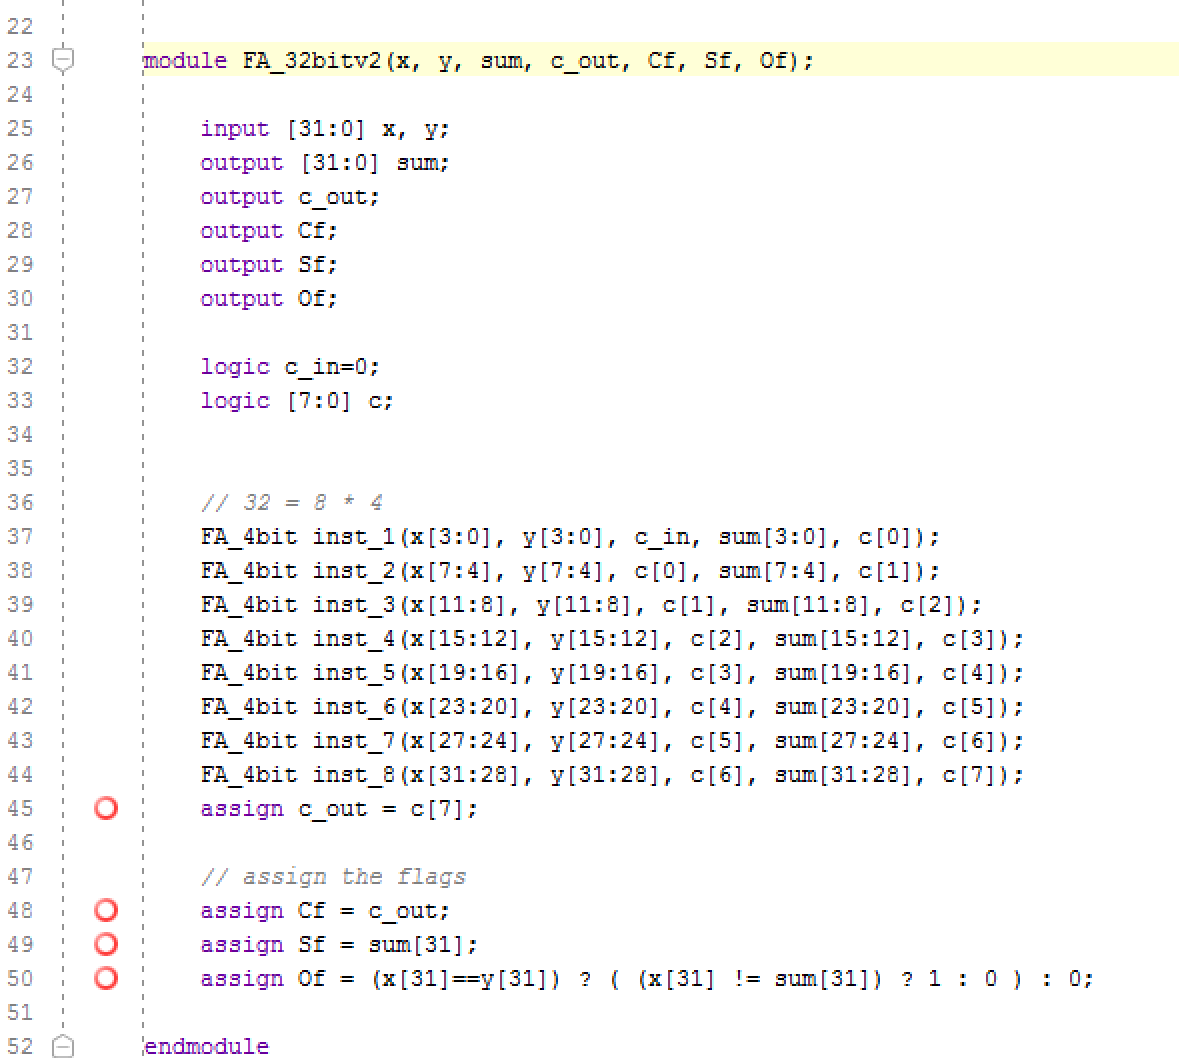 22
23 module FA_32bitv2(x, y, sum, c_out, Cf, Sf, Of);
24
25 input [31:0] x, y;
26 output [31:0] sum;
27 output c_out;
28 output Cf;
29 output Sf;
30 output Of;
31
32 logic c_in=0;
33 logic [7:0] c;
34
35
36 // 32 = 8 * 4
37 FA_4bit inst_1(x[3:0], y[3:0], c_in, sum[3:0], c[0]);
38 FA_4bit inst_2(x[7:4], y[7:4], c[0], sum[7:4], c[1]);
39 FA_4bit inst_3(x[11:8], y[11:8], c[1], sum[11:8], c[2]);
40 FA_4bit inst_4(x[15:12], y[15:12], c[2], sum[15:12], c[3]);
41 FA_4bit inst_5(x[19:16], y[19:16], c[3], sum[19:16], c[4]);
42 FA_4bit inst_6(x[23:20], y[23:20], c[4], sum[23:20], c[5]);
43 FA_4bit inst_7(x[27:24], y[27:24], c[5], sum[27:24], c[6]);
44 FA_4bit inst_8(x[31:28], y[31:28], c[6], sum[31:28], c[7]);
45 assign c_out = c[7];
46
47 // assign the flags
48 assign Cf = c_out;
49 assign Sf = sum[31];
50 assign Of = (x[31]==y[31]) ? ( (x[31] != sum[31]) ? 1 : 0 ) : 0;
51
52 endmodule